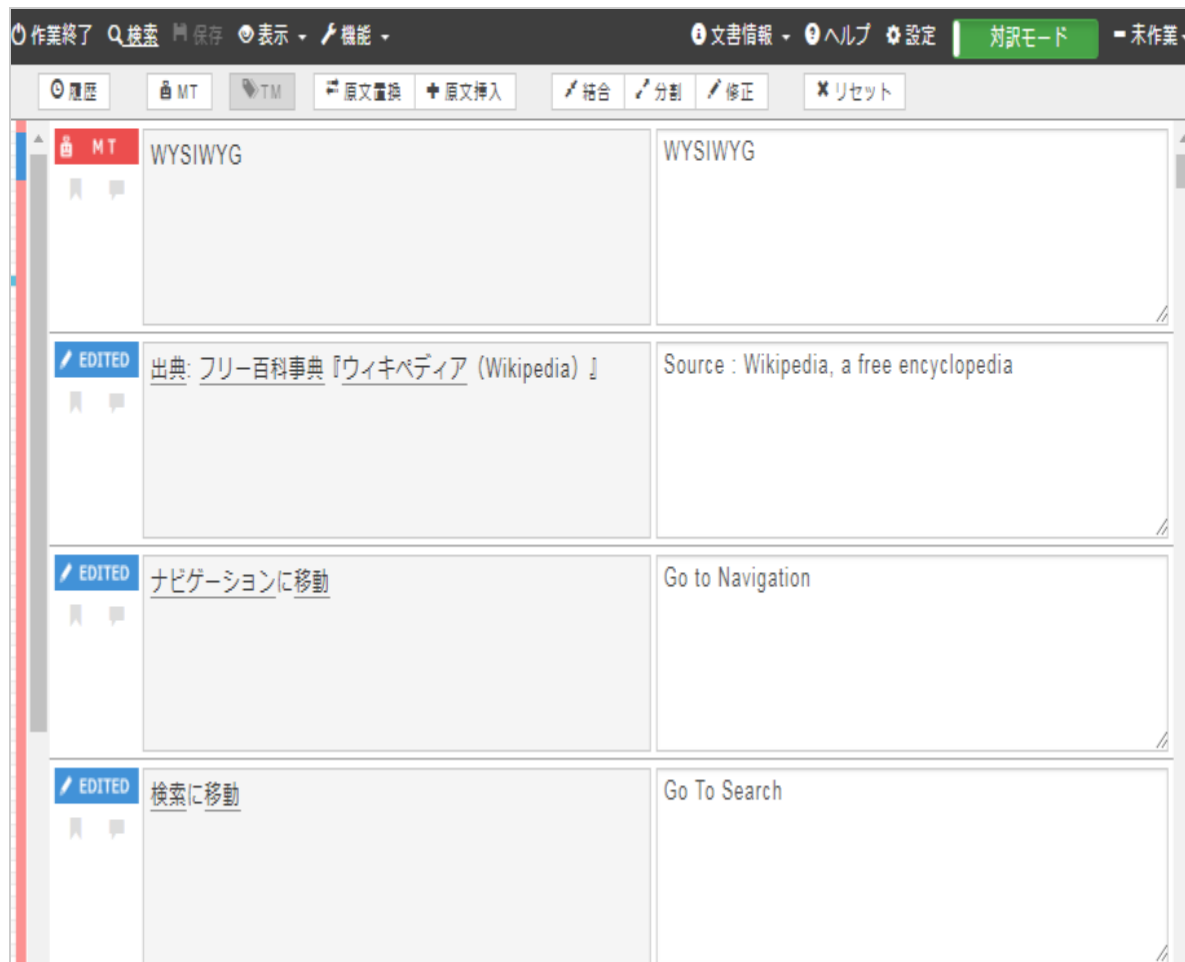 作業終了 検索 保存 表示 機能 文書情報 ヘルプ 設定 対訳モード 未作業
履歴 MT TM 原文置換 原文挿入 結合 分割 修正 リセット
MT WYSIWYG WYSIWYG
EDITED 出典: フリー百科事典『ウィキペディア（Wikipedia）』 Source : Wikipedia, a free encyclopedia
EDITED ナビゲーションに移動 Go to Navigation
EDITED 検索に移動 Go To Search